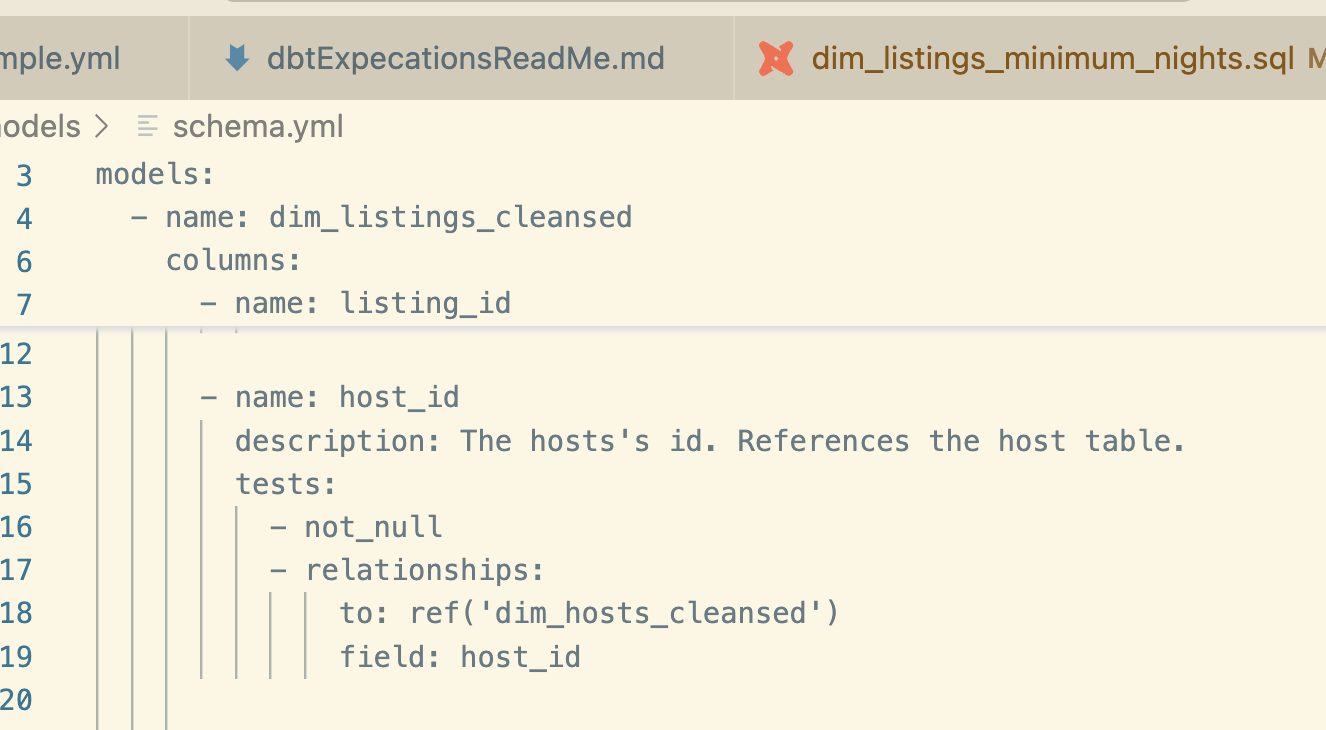 mple.yml dbtExpecationsReadMe.md dim_listings_minimum_nights.sql M
odels > schema.yml
3 models:
4 - name: dim_listings_cleansed
6 columns:
7 - name: listing_id
12
13 - name: host_id
14 description: The hosts's id. References the host table.
15 tests:
16 - not_null
17 - relationships:
18 to: ref('dim_hosts_cleansed')
19 field: host_id
20